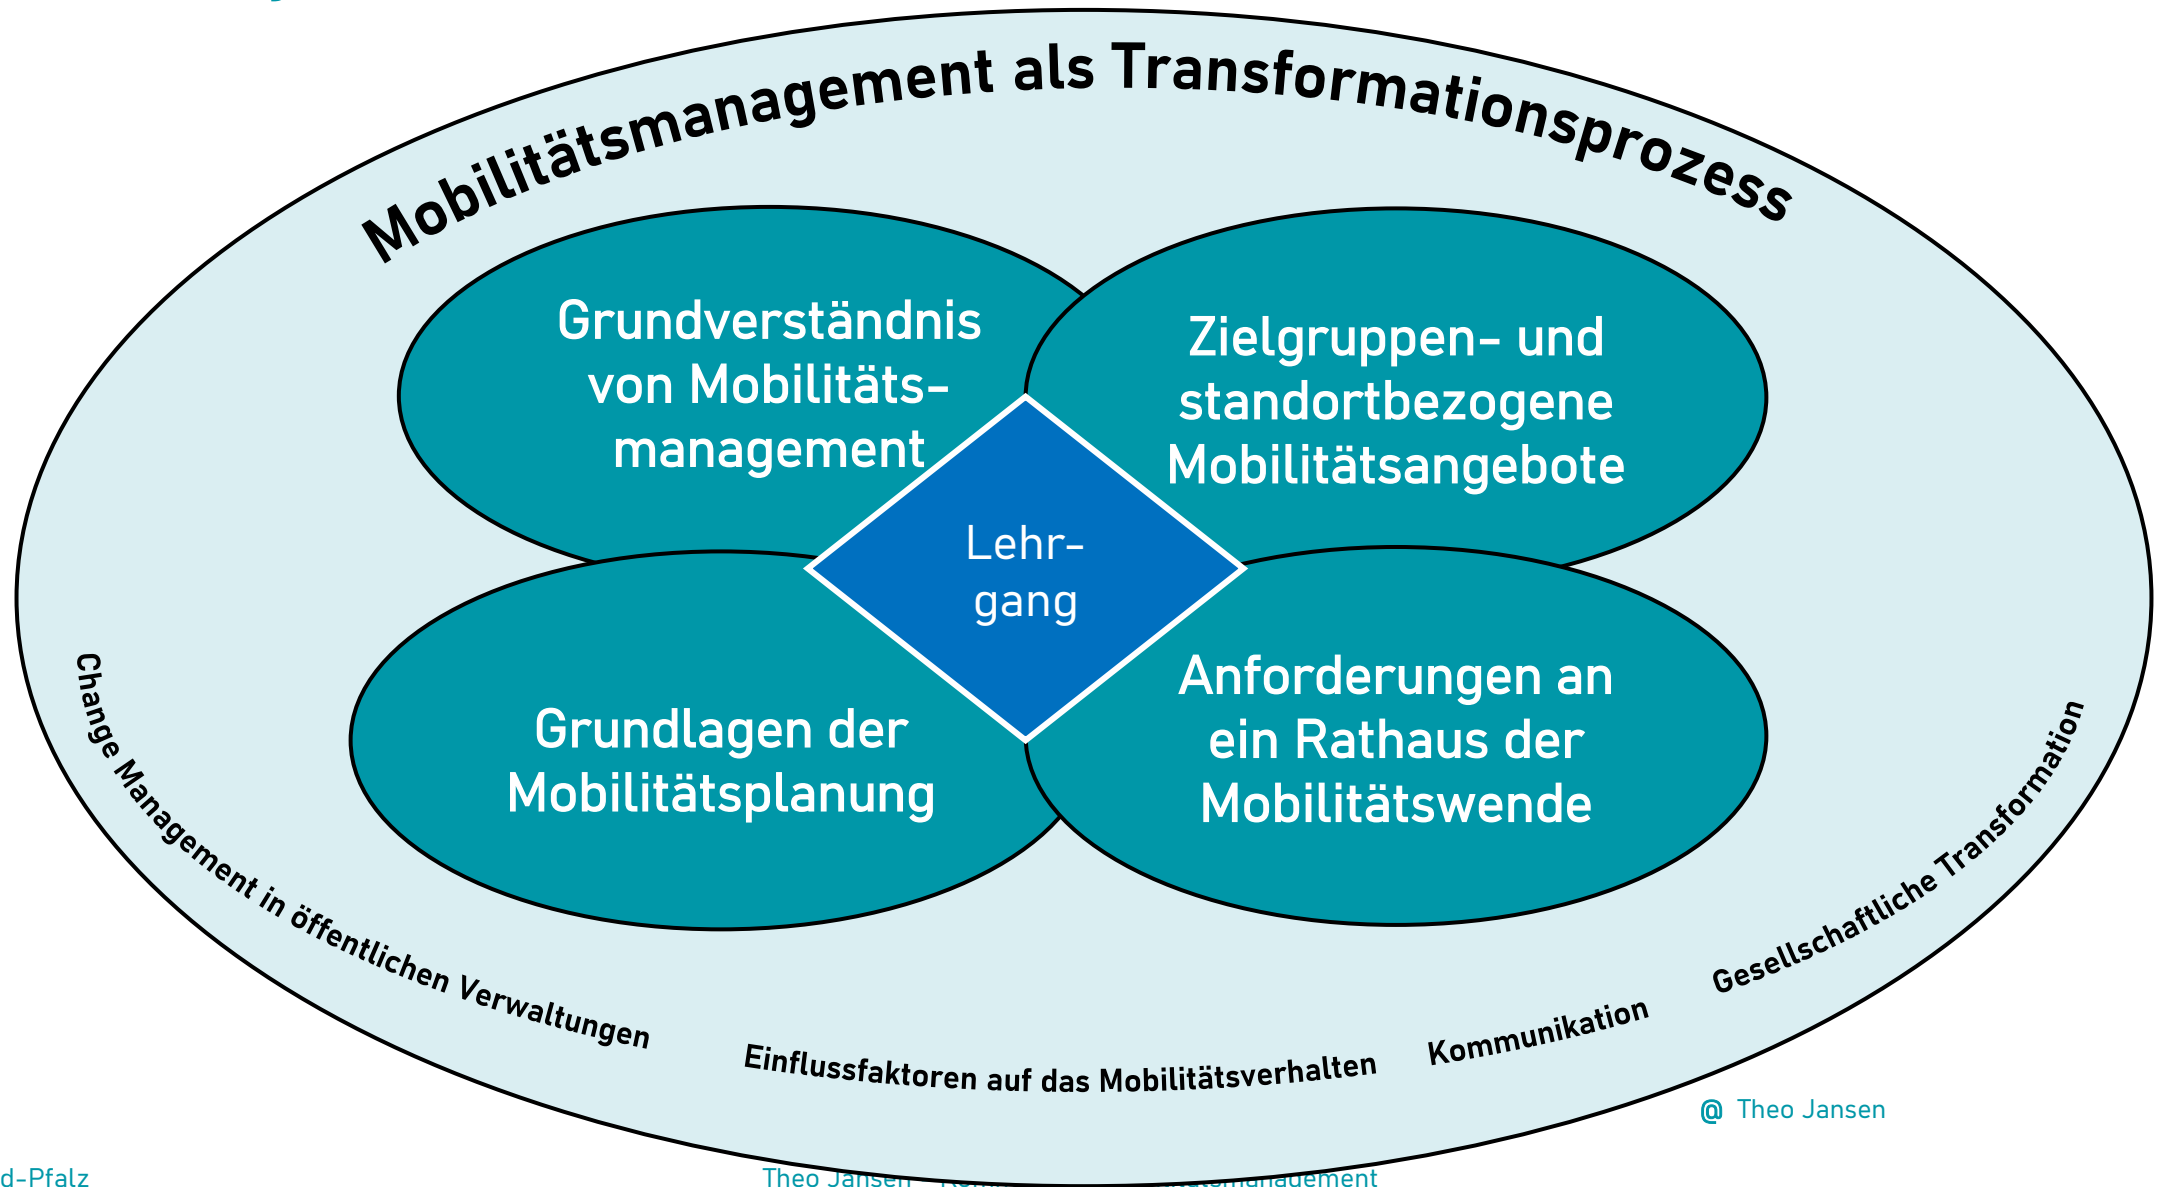 Mobilitätsmanagement als Transformationsprozess
Grundverständnis
von Mobilitäts-
management
Zielgruppen- und
standortbezogene
Mobilitätsangebote
Lehr-
gang
Grundlagen der
Mobilitätsplanung
Anforderungen an
ein Rathaus der
Mobilitätswende
Change Management in öffentlichen Verwaltungen
Einflussfaktoren auf das Mobilitätsverhalten
Kommunikation
Gesellschaftliche Transformation
@ Theo Jansen
d-Pfalz
Theo Jansen